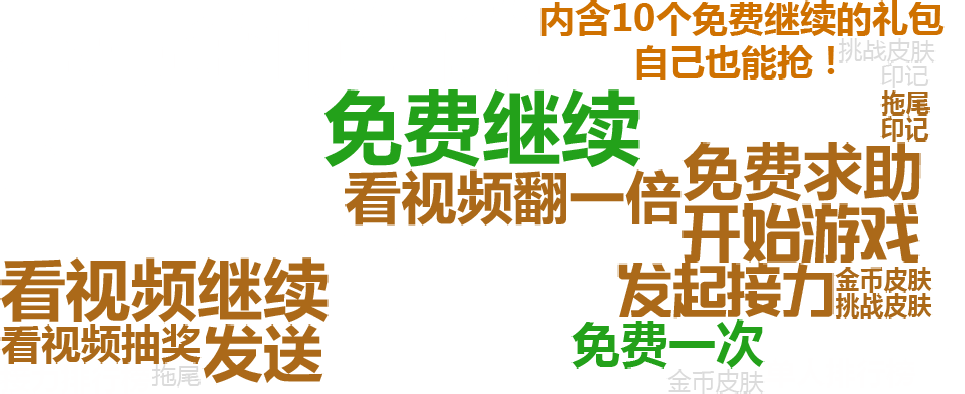 内含10个免费继续的礼包
自己也能抢！
挑战皮肤
印记
拖尾
印记
免费继续
免费求助
看视频翻一倍
开始游戏
看视频继续
发起接力
金币皮肤
挑战皮肤
看视频抽奖
发送
免费一次
拖尾
金币皮肤